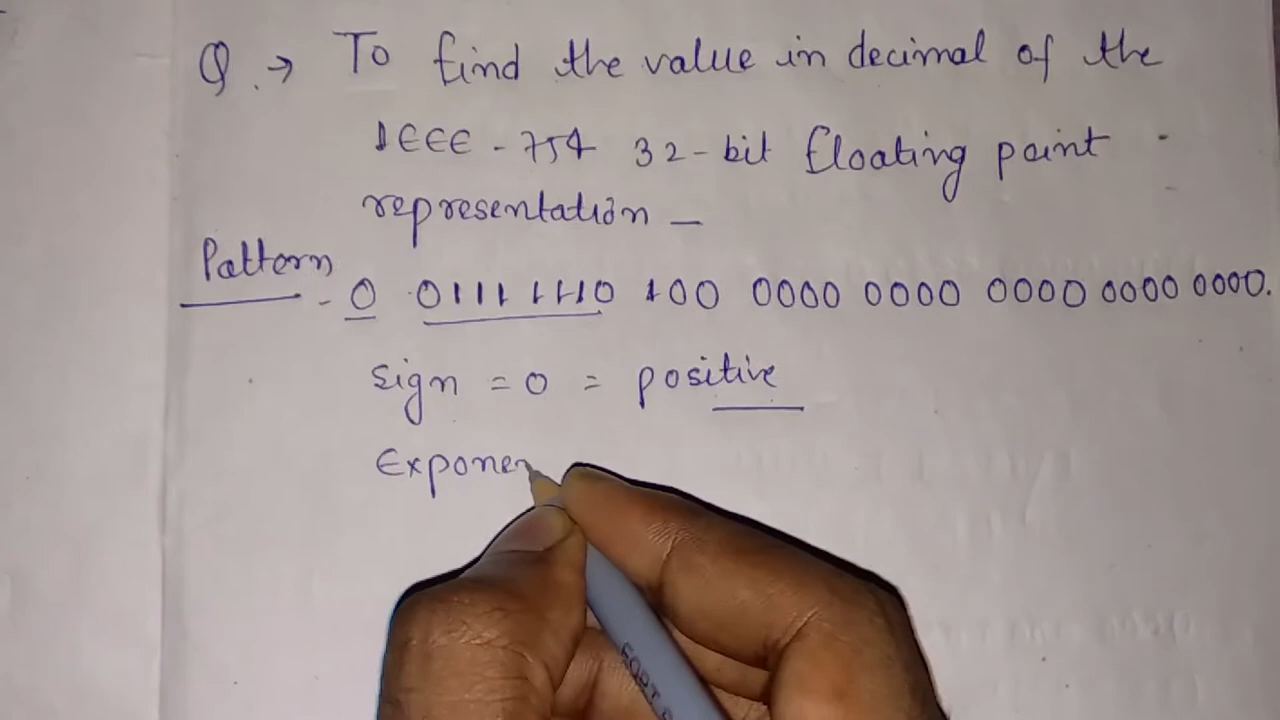 Q. → To find the value in decimal of the
IEEE - 754 32-bit floating point
representation —
Pattern - 0 01111110 100 0000 0000 0000 0000 0000.
Sign = 0 = positive
Exponen